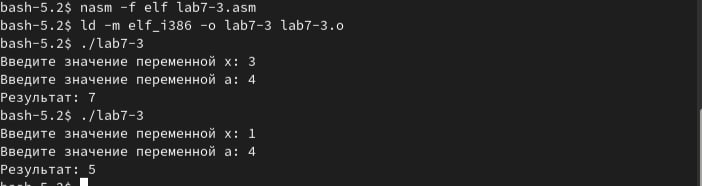 bash-5.2$ nasm -f elf lab7-3.asm
bash-5.2$ ld -m elf_i386 -o lab7-3 lab7-3.o
bash-5.2$ ./lab7-3
Введите значение переменной x: 3
Введите значение переменной a: 4
Результат: 7
bash-5.2$ ./lab7-3
Введите значение переменной x: 1
Введите значение переменной a: 4
Результат: 5
bash-5.2$